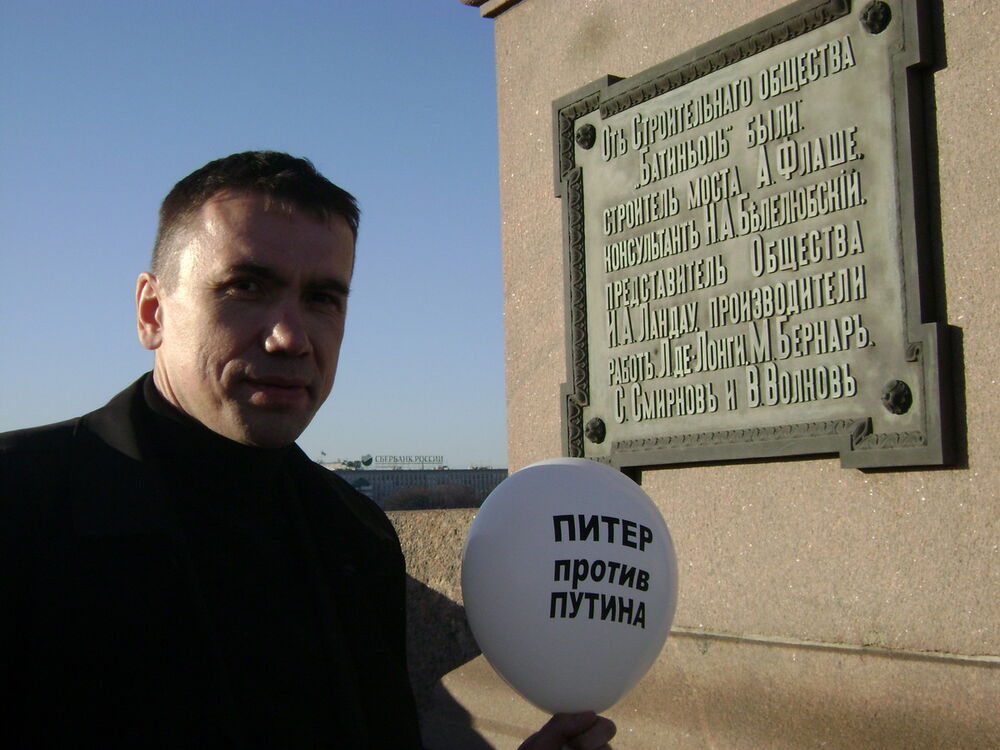 Отъ Строительнаго общества
„Батиньоль" были:
строитель моста А Флаше.
консультантъ Н.А. Бѣлелюбскій.
представитель Общества
И.А. Ландау, производители
работъ. Л де Лонги, М. Бернаръ.
С. Смирновъ и В. Волковъ
СБЕРБАНК РОССИИ
ПИТЕР
против
ПУТИНА